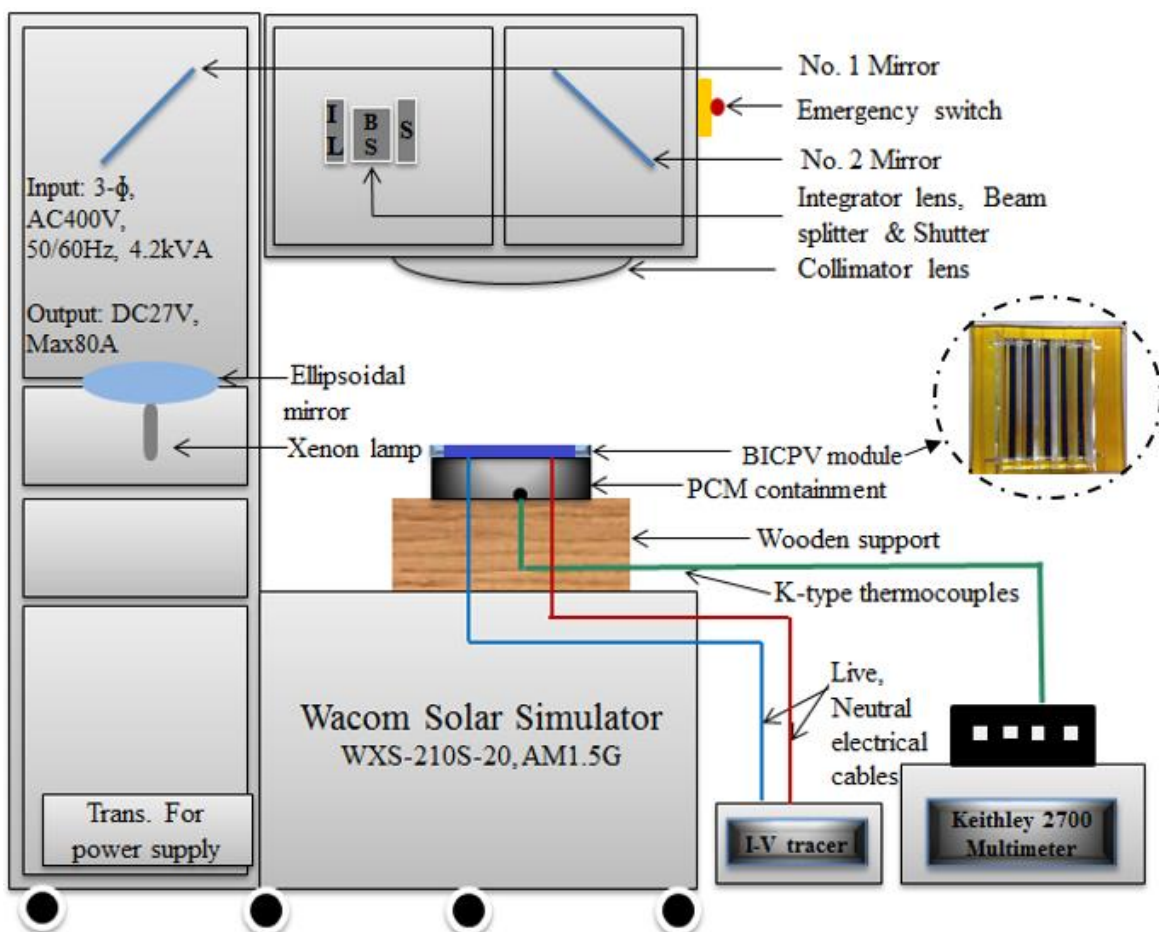 No. 1 Mirror
Emergency switch
No. 2 Mirror
Integrator lens, Beam
splitter & Shutter
Collimator lens
I
L
B
S
S
Input: 3-ϕ,
AC400V,
50/60Hz, 4.2kVA
Output: DC27V,
Max80A
Ellipsoidal
mirror
Xenon lamp
BICPV module
PCM containment
Wooden support
K-type thermocouples
Live,
Neutral
electrical
cables
Wacom Solar Simulator
WXS-210S-20, AM1.5G
Trans. For
power supply
I-V tracer
Keithley 2700
Multimeter